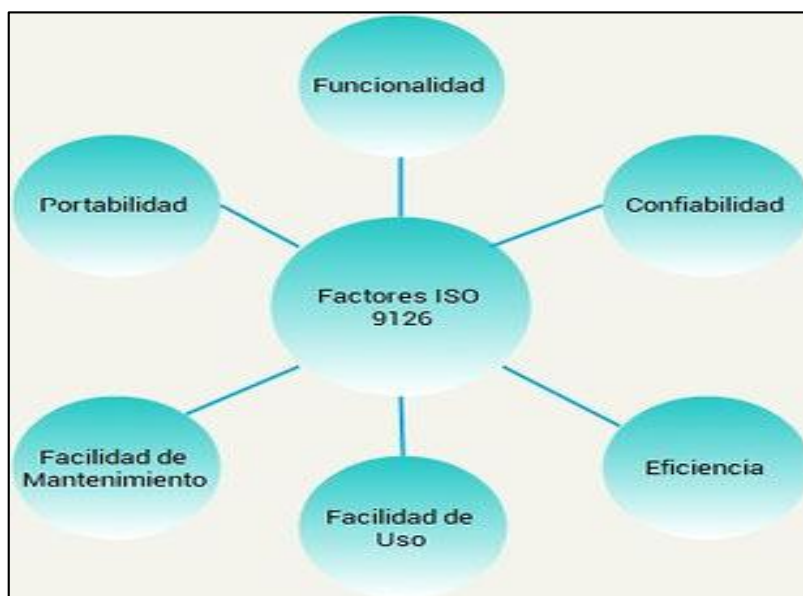 Funcionalidad
Portabilidad
Confiabilidad
Factores ISO
9126
Facilidad de
Mantenimiento
Eficiencia
Facilidad de
Uso